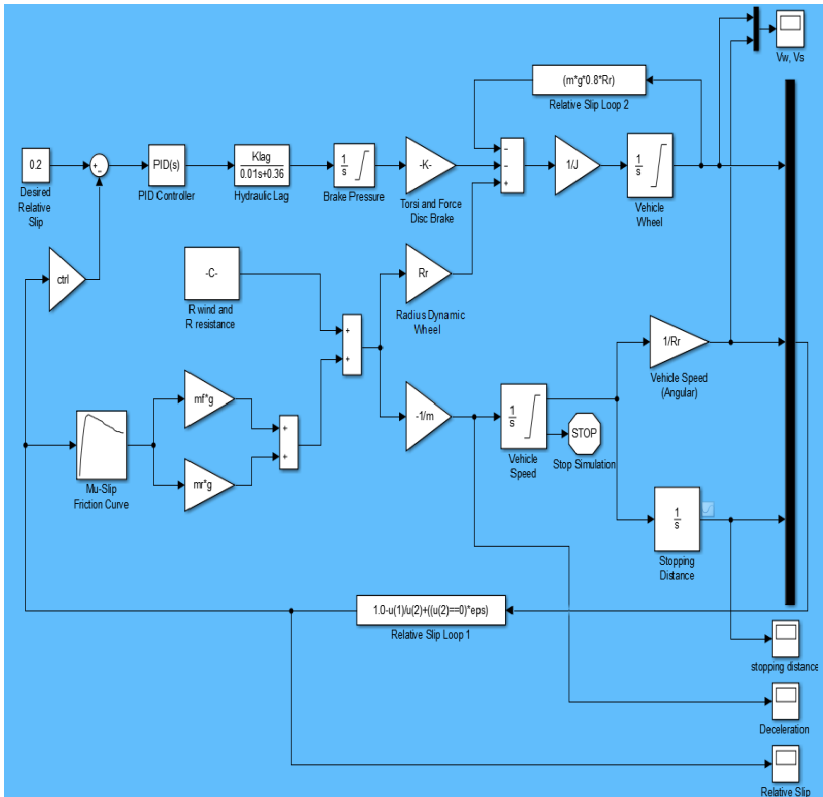 Vw, Vs
(m*g*0.8*Rr)
Relative Slip Loop 2
0.2
Desired
Relative
Slip
+
−
PID(s)
PID Controller
Klag
0.01s+0.36
Hydraulic Lag
1
s
Brake Pressure
-K-
Torsi and Force
Disc Brake
−
−
+
1/J
1
s
Vehicle
Wheel
ctrl
-C-
R wind and
R resistance
+
+
Rr
Radius Dynamic
Wheel
1/Rr
Vehicle Speed
(Angular)
Mu-Slip
Friction Curve
mf*g
mr*g
+
+
-1/m
1
s
Vehicle
Speed
STOP
Stop Simulation
1
s
Stopping
Distance
1.0-u(1)/u(2)+((u(2)==0)*eps)
Relative Slip Loop 1
stopping distance
Deceleration
Relative Slip